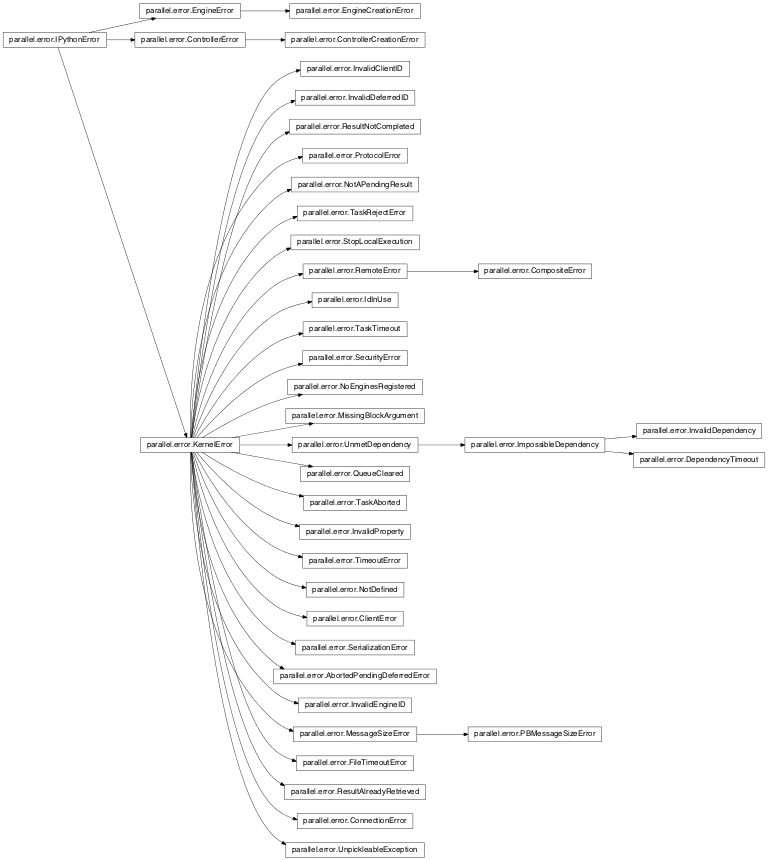 parallel.error.EngineError
parallel.error.EngineCreationError
parallel.error.IPythonError
parallel.error.ControllerError
parallel.error.ControllerCreationError
parallel.error.InvalidClientID
parallel.error.InvalidDeferredID
parallel.error.ResultNotCompleted
parallel.error.ProtocolError
parallel.error.NotAPendingResult
parallel.error.TaskRejectError
parallel.error.StopLocalExecution
parallel.error.RemoteError
parallel.error.CompositeError
parallel.error.IdInUse
parallel.error.TaskTimeout
parallel.error.SecurityError
parallel.error.NoEnginesRegistered
parallel.error.MissingBlockArgument
parallel.error.InvalidDependency
parallel.error.KernelError
parallel.error.UnmetDependency
parallel.error.ImpossibleDependency
parallel.error.DependencyTimeout
parallel.error.QueueCleared
parallel.error.TaskAborted
parallel.error.InvalidProperty
parallel.error.TimeoutError
parallel.error.NotDefined
parallel.error.ClientError
parallel.error.SerializationError
parallel.error.AbortedPendingDeferredError
parallel.error.InvalidEngineID
parallel.error.MessageSizeError
parallel.error.PBMessageSizeError
parallel.error.FileTimeoutError
parallel.error.ResultAlreadyRetrieved
parallel.error.ConnectionError
parallel.error.UnpickleableException